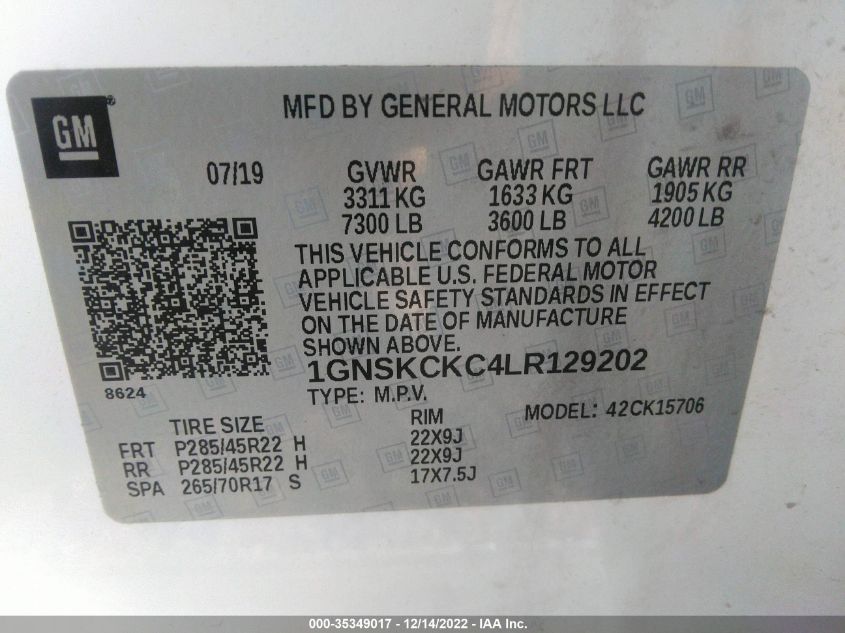 GM
MFD BY GENERAL MOTORS LLC
07/19 GVWR GAWR FRT GAWR RR
3311 KG 1633 KG 1905 KG
7300 LB 3600 LB 4200 LB
THIS VEHICLE CONFORMS TO ALL
APPLICABLE U.S. FEDERAL MOTOR
VEHICLE SAFETY STANDARDS IN EFFECT
ON THE DATE OF MANUFACTURE
SHOWN ABOVE.
1GNSKCKC4LR129202
8624
TYPE: M.P.V. MODEL: 42CK15706
TIRE SIZE RIM
FRT P285/45R22 H 22X9J
RR P285/45R22 H 22X9J
SPA 265/70R17 S 17X7.5J
000-35349017 - 12/14/2022 - IAA Inc.